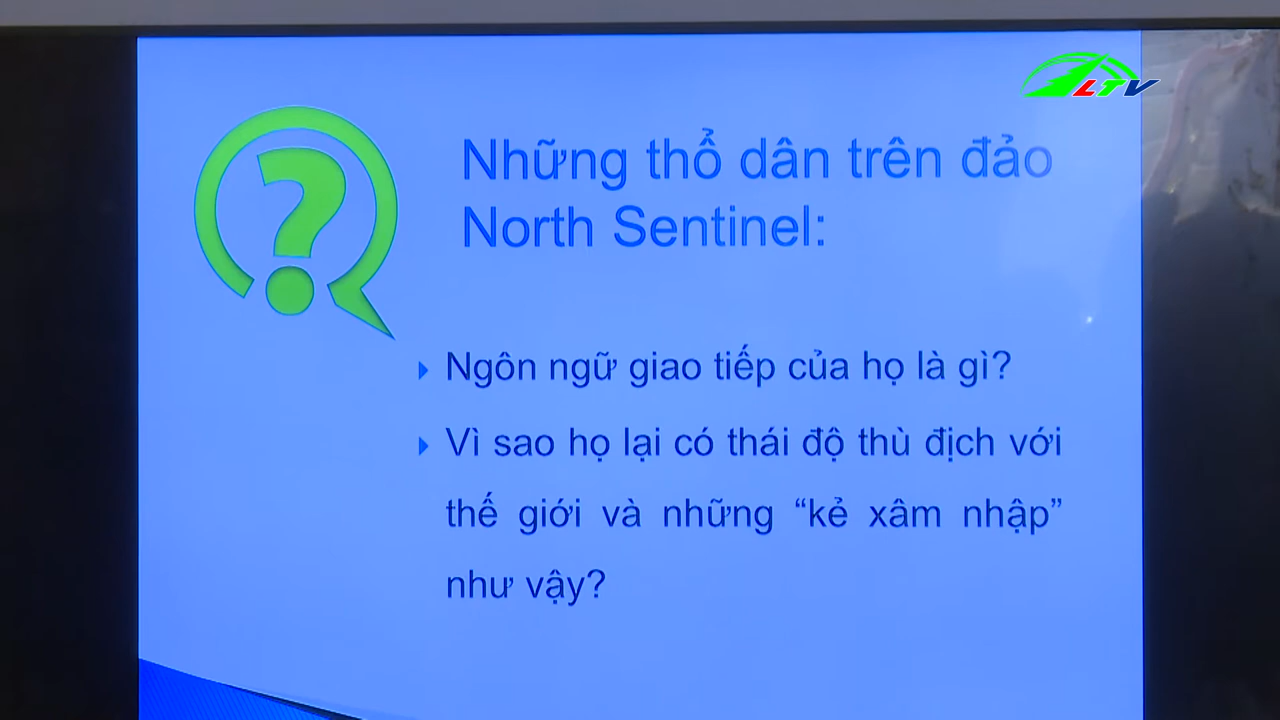 LTV
Những thổ dân trên đảo
North Sentinel:
Ngôn ngữ giao tiếp của họ là gì?
Vì sao họ lại có thái độ thù địch với
thế giới và những “kẻ xâm nhập”
như vậy?